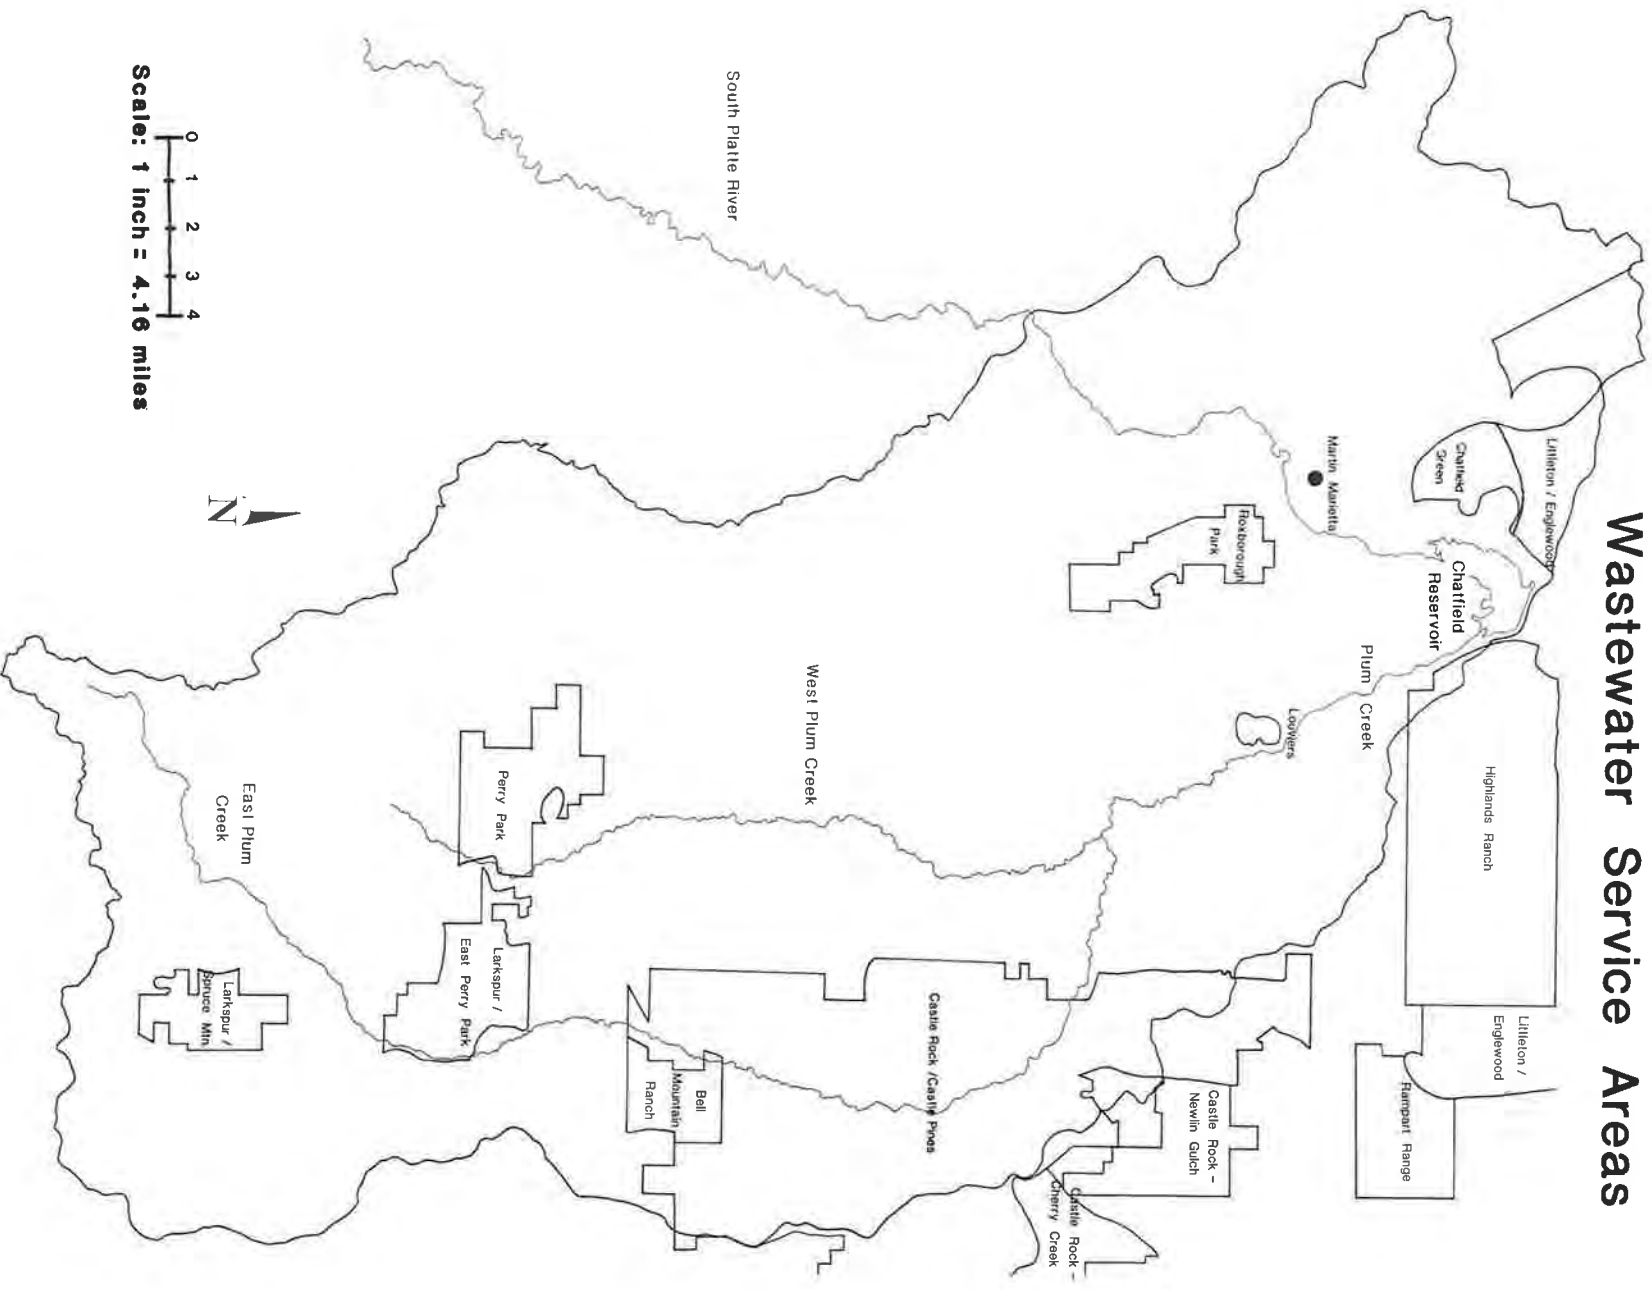 Wastewater Service Areas
Littleton / Englewood
Chatfield
Green
Martin Marietta
Chatfield
Reservoir
Roxborough
Park
Plum Creek
Louviers
Highlands Ranch
Littleton /
Englewood
Rampart Range
South Platte River
West Plum Creek
Castle Rock -
Newlin Gulch
Castle Rock -
Cherry Creek
Castle Rock / Castle Pines
Bell
Mountain
Ranch
Perry Park
Larkspur /
East Perry Park
East Plum
Creek
Larkspur /
Spruce Mtn.
N
0 1 2 3 4
Scale: 1 inch = 4.16 miles